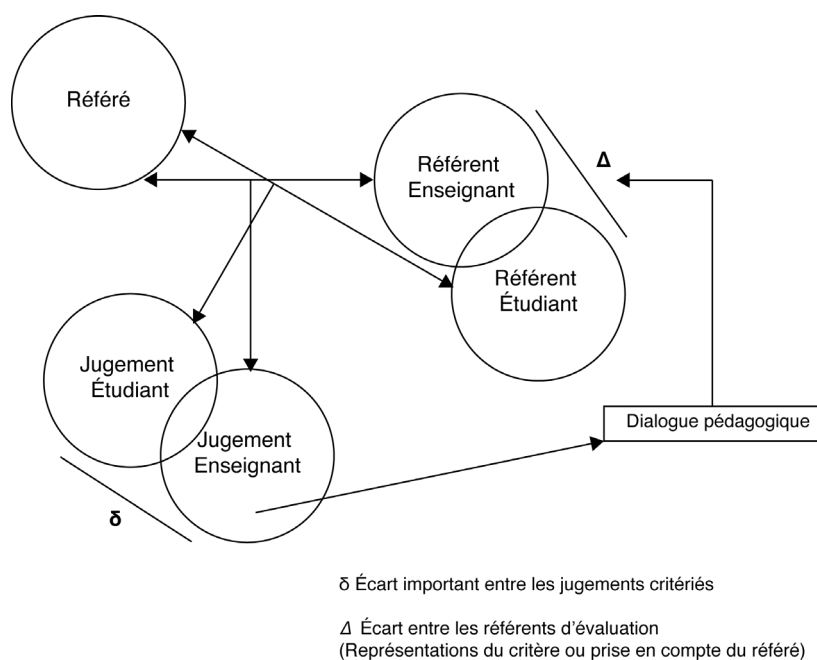 Référé
Référent
Enseignant
Δ
Référent
Étudiant
Jugement
Étudiant
Jugement
Enseignant
Dialogue pédagogique
δ
δ Écart important entre les jugements critériés
Δ Écart entre les référents d'évaluation
(Représentations du critère ou prise en compte du référé)